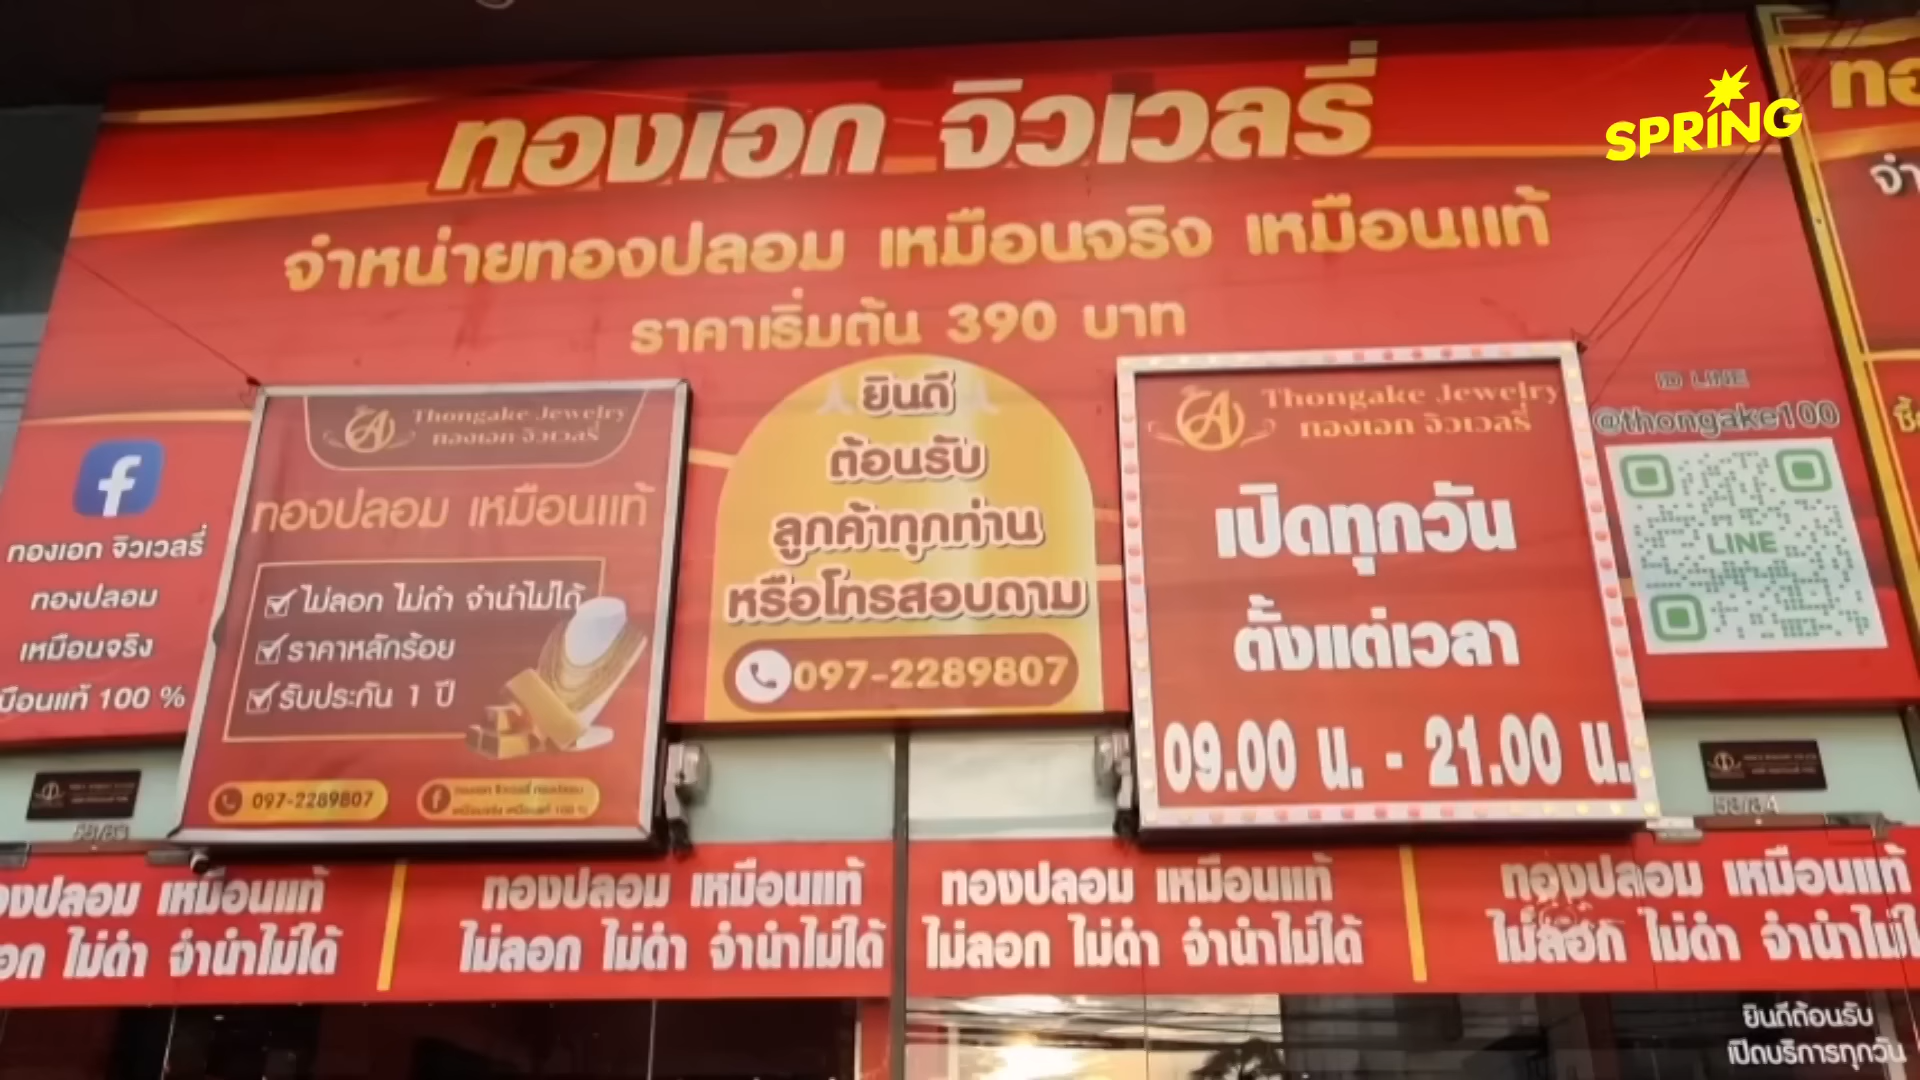 ทองเอก จิวเวลรี่
SPRING
จำหน่ายทองปลอม เหมือนจริง เหมือนแท้
ราคาเริ่มต้น 390 บาท
ทองเอก จิวเวลรี่
ทองปลอม
เหมือนจริง
มือนแท้ 100 %
Thongake Jewelry
ทองเอก จิวเวลรี่
ทองปลอม เหมือนแท้
ไม่ลอก ไม่ดำ จำนำไม่ได้
ราคาหลักร้อย
รับประกัน 1 ปี
097-2289807
ยินดี
ต้อนรับ
ลูกค้าทุกท่าน
หรือโทรสอบถาม
097-2289807
Thongake Jewelry
ทองเอก จิวเวลรี่
เปิดทุกวัน
ตั้งแต่เวลา
09.00 น. - 21.00 น.
ID LINE
@thongake100
LINE
58/83
58/84
ทองปลอม เหมือนแท้
ไม่ดำ จำนำไม่ได้
ทองปลอม เหมือนแท้
ไม่ลอก ไม่ดำ จำนำไม่ได้
ทองปลอม เหมือนแท้
ไม่ลอก ไม่ดำ จำนำไม่ได้
ทองปลอม เหมือนแท้
ไม่ลอก ไม่ดำ จำนำไม่ไ
ยินดีต้อนรับ
เปิดบริการทุกวัน